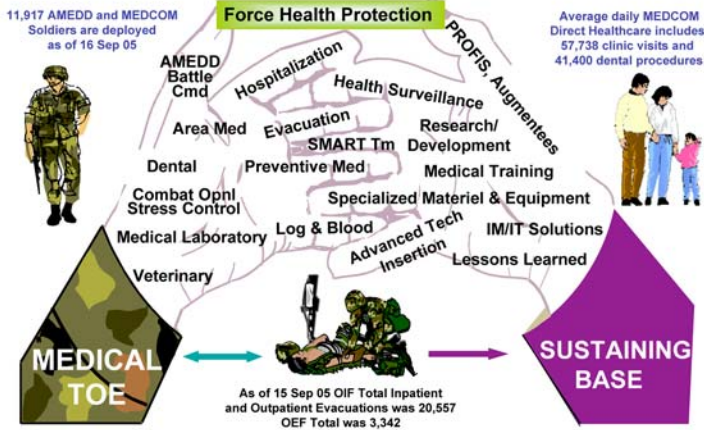 Force Health Protection
11,917 AMEDD and MEDCOM
Soldiers are deployed
as of 16 Sep 05
Average daily MEDCOM
Direct Healthcare includes
57,738 clinic visits and
41,400 dental procedures
AMEDD
Battle
Cmd
Hospitalization
Health Surveillance
PROFIS, Augmentees
Area Med
Evacuation
SMART Tm
Research/
Development
Dental
Preventive Med
Medical Training
Combat Opnl
Stress Control
Specialized Materiel & Equipment
Medical Laboratory
Log & Blood
Advanced Tech
Insertion
IM/IT Solutions
Lessons Learned
Veterinary
MEDICAL
TOE
SUSTAINING
BASE
As of 15 Sep 05 OIF Total Inpatient
and Outpatient Evacuations was 20,557
OEF Total was 3,342